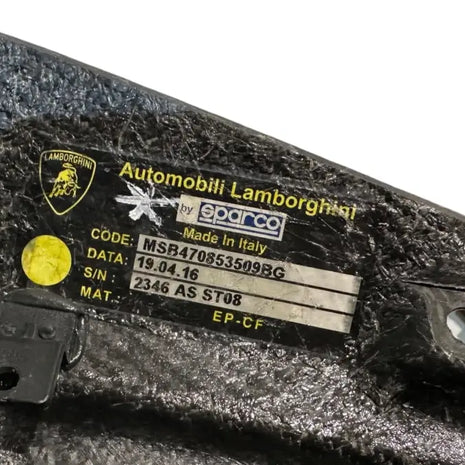 LAMBORGHINI
Automobili Lamborghini
by sparco
Made in Italy
CODE: MSB470853509BG
DATA: 19.04.16
S/N 2346 AS ST08
MAT.
EP-CF